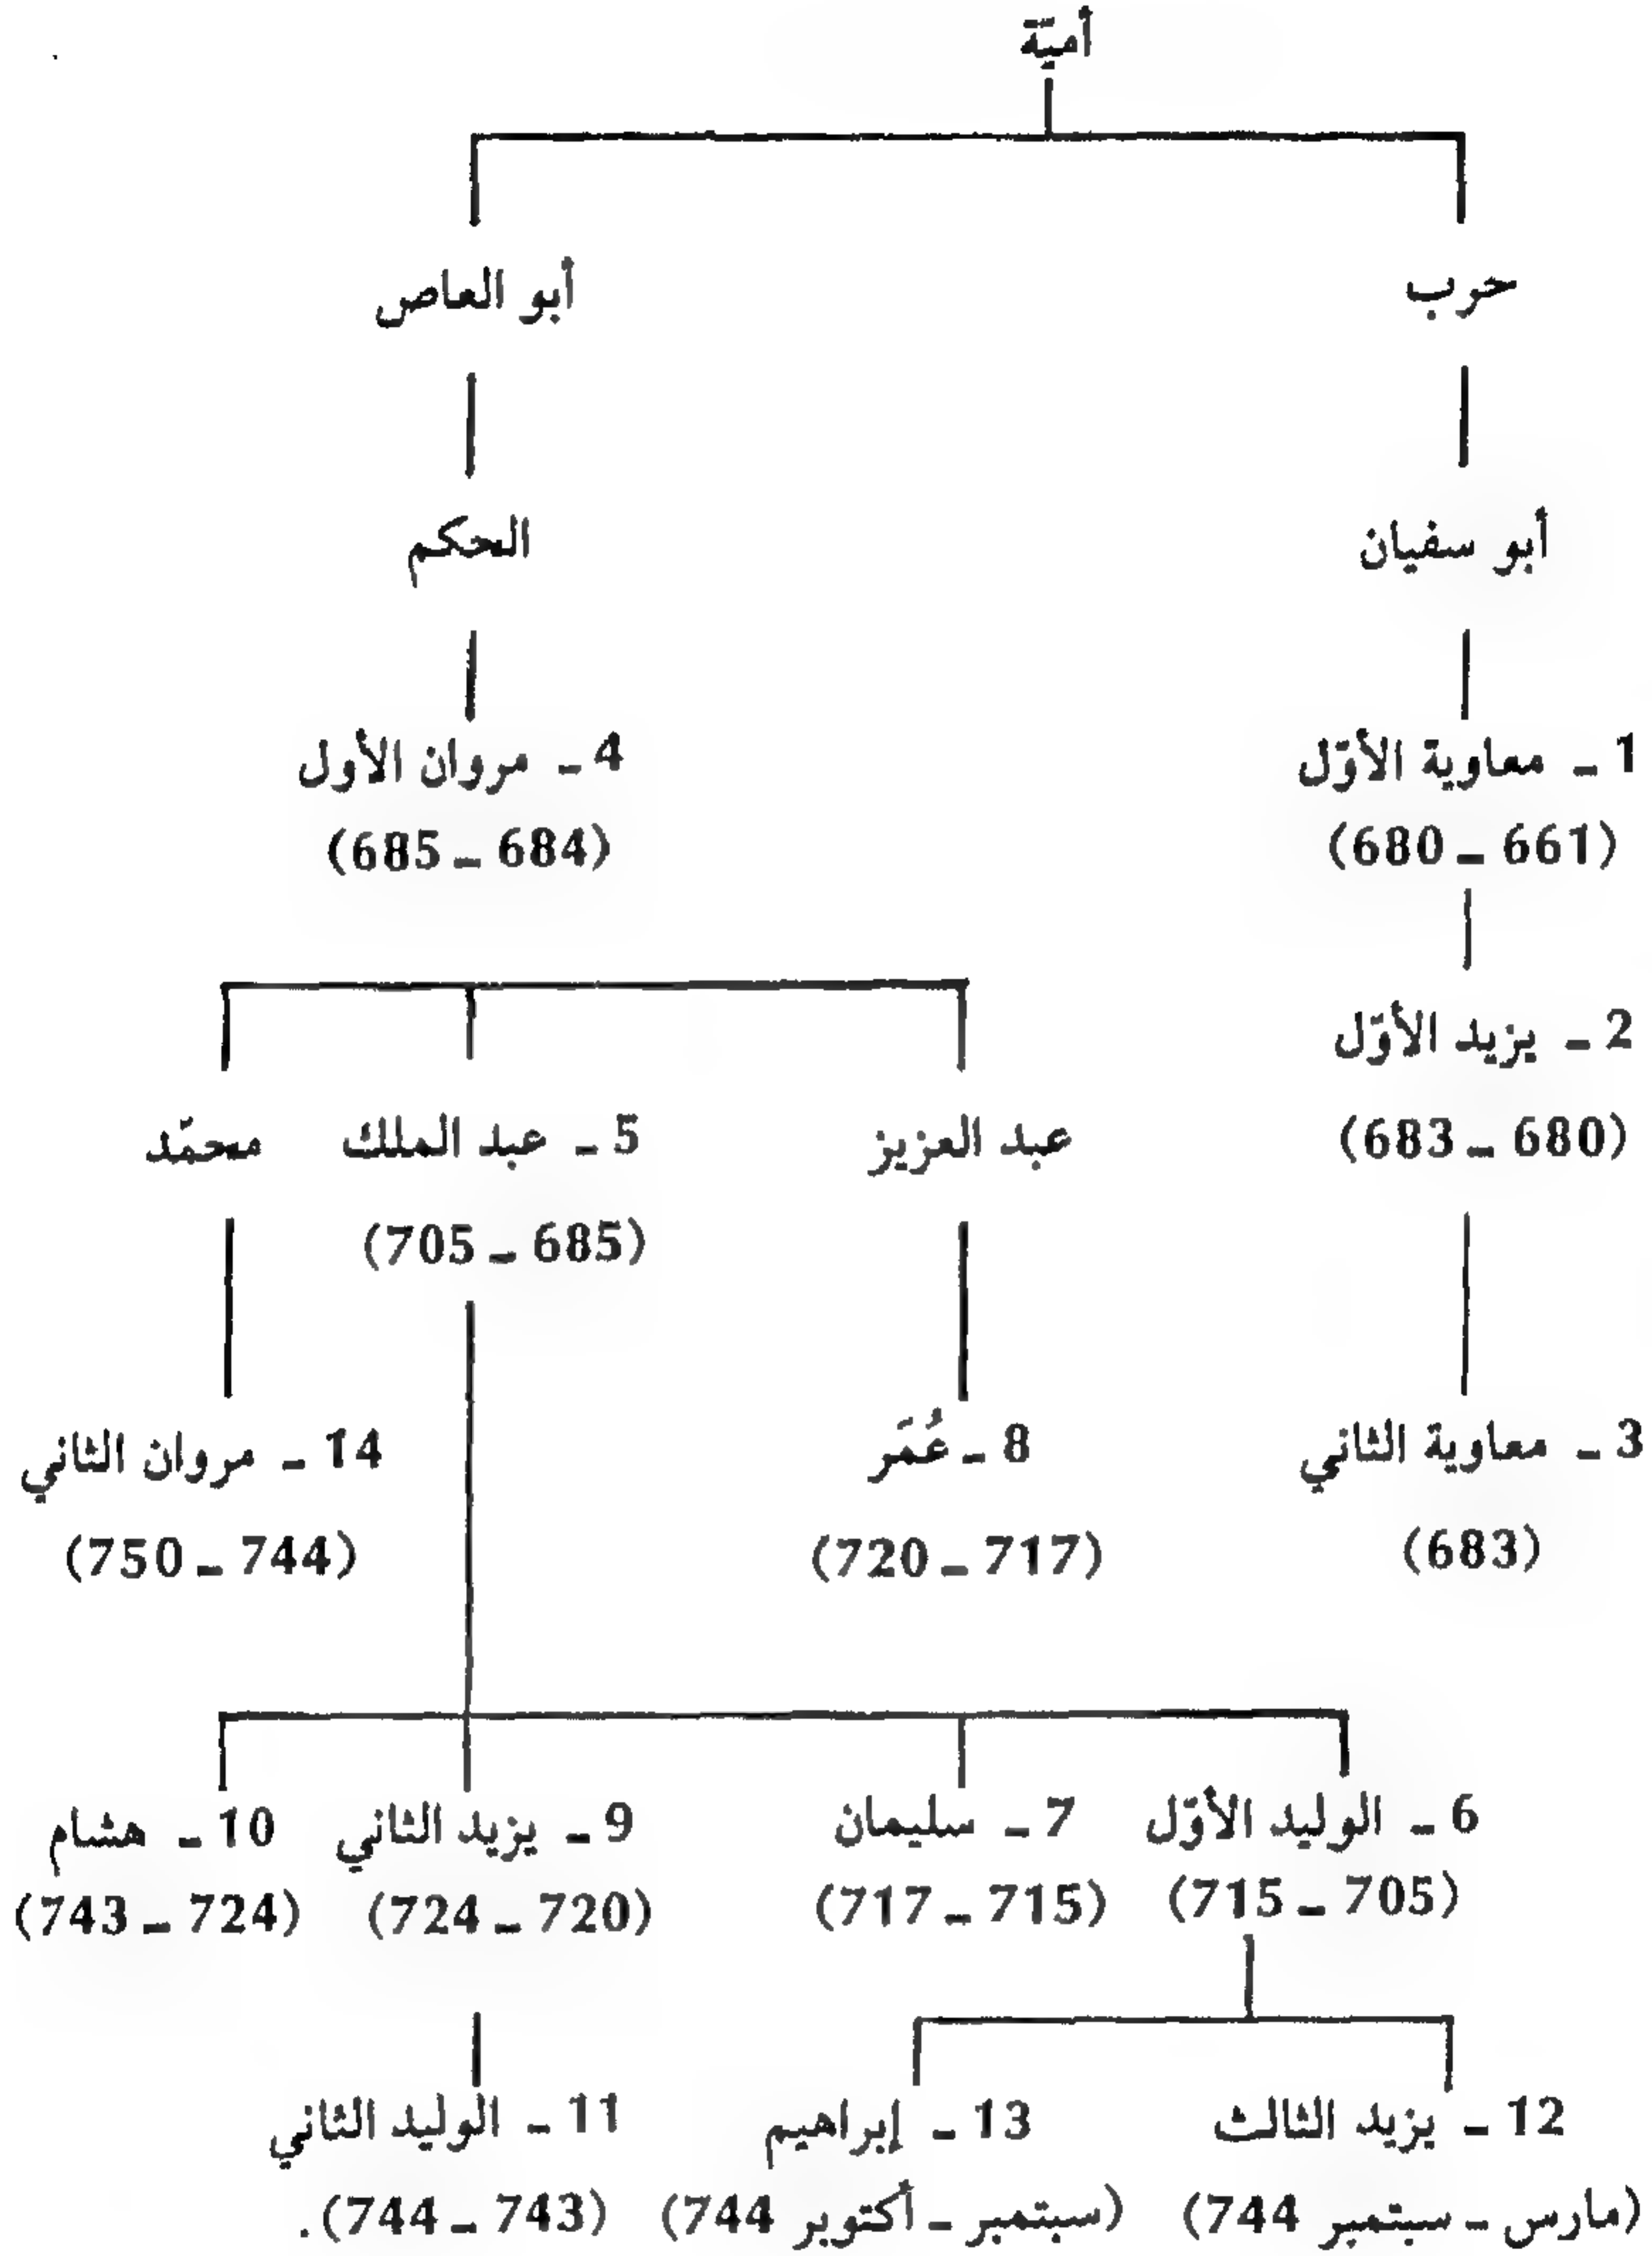 أميّة
حرب
أبو العاص
أبو سفيان
الحكم
1 ـ معاوية الأوّل
(661 ـ 680)
4 ـ مروان الأول
(684 ـ 685)
2 ـ يزيد الأوّل
(680 ـ 683)
عبد العزيز
5 ـ عبد الملك
(685 ـ 705)
محمّد
3 ـ معاوية الثاني
(683)
8 ـ عُمَر
(717 ـ 720)
14 ـ مروان الثاني
(744 ـ 750)
6 ـ الوليد الأوّل
(705 ـ 715)
7 ـ سليمان
(715 ـ 717)
9 ـ يزيد الثاني
(720 ـ 724)
10 ـ هشام
(724 ـ 743)
12 ـ يزيد الثالث
(مارس ـ سبتمبر 744)
13 ـ إبراهيم
(سبتمبر ـ أكتوبر 744)
11 ـ الوليد الثاني
(743 ـ 744).